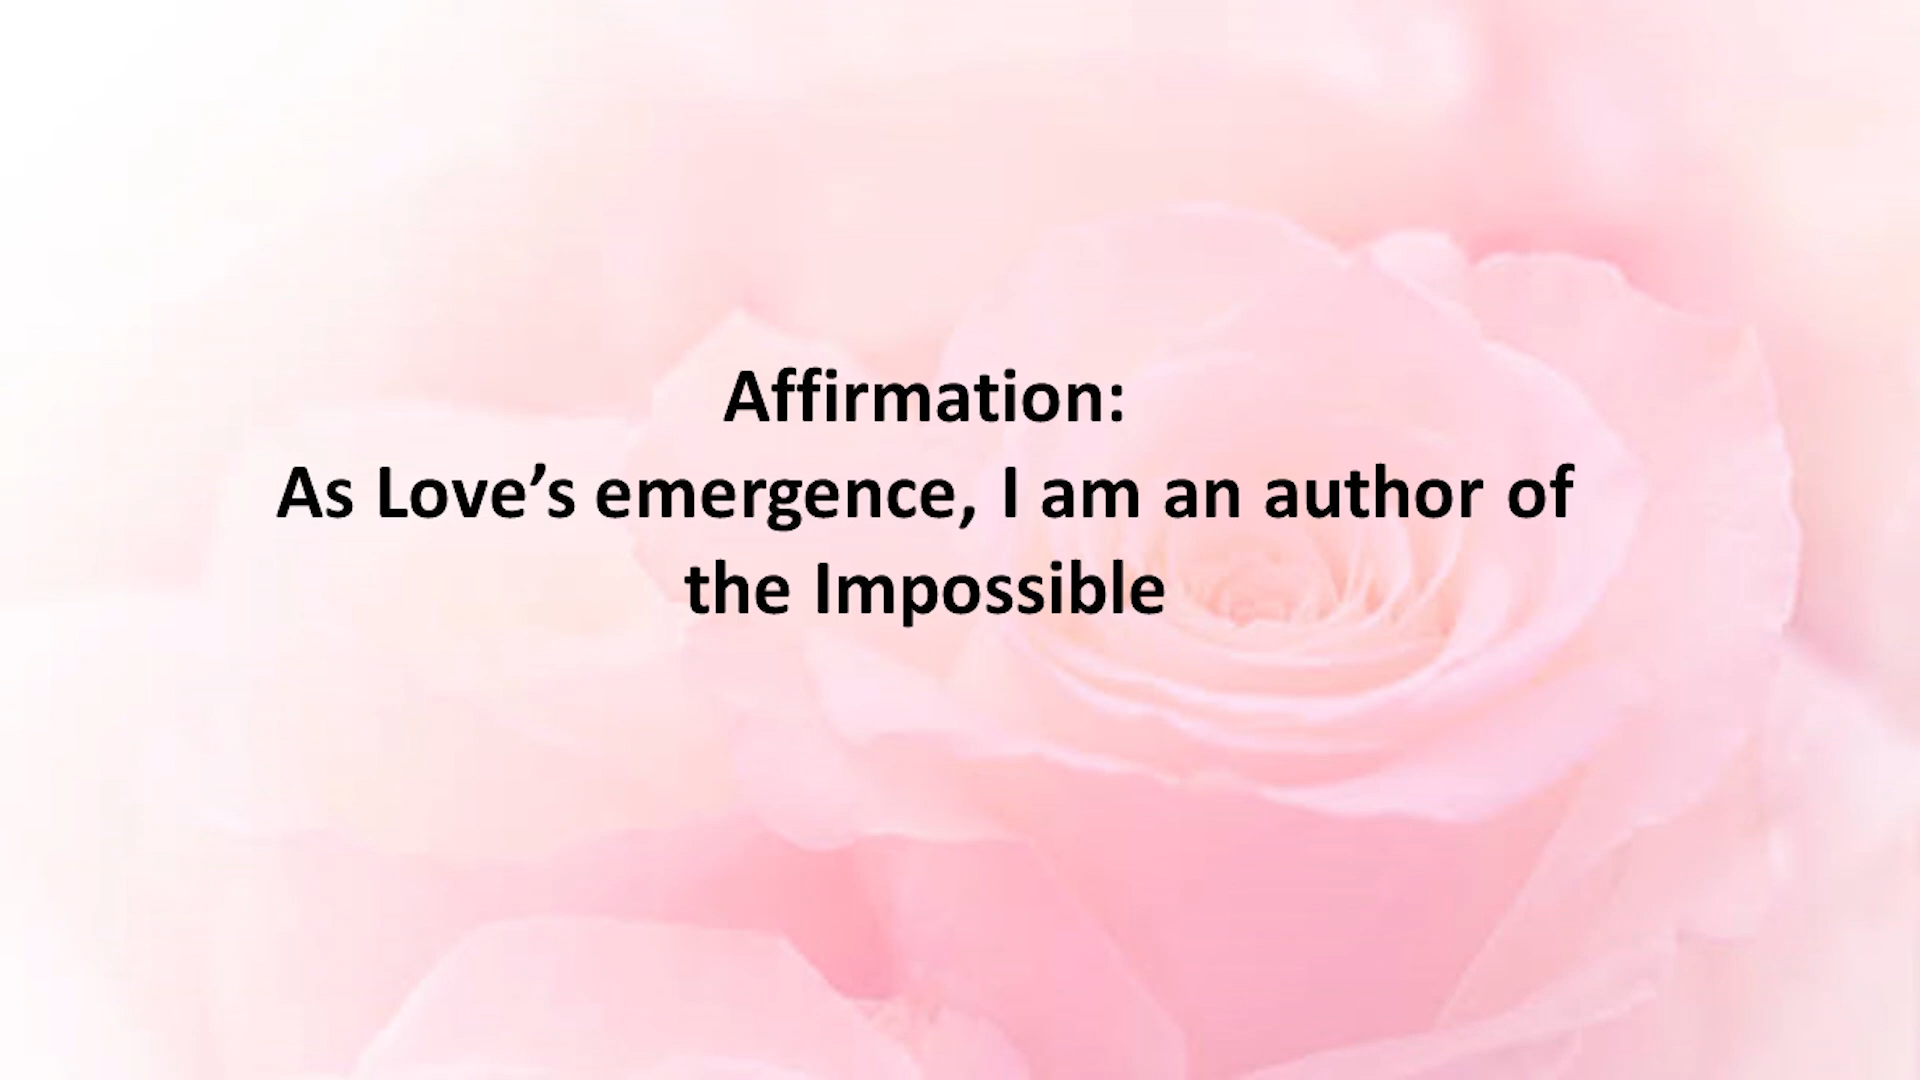 Affirmation:
As Love’s emergence, I am an author of
the Impossible